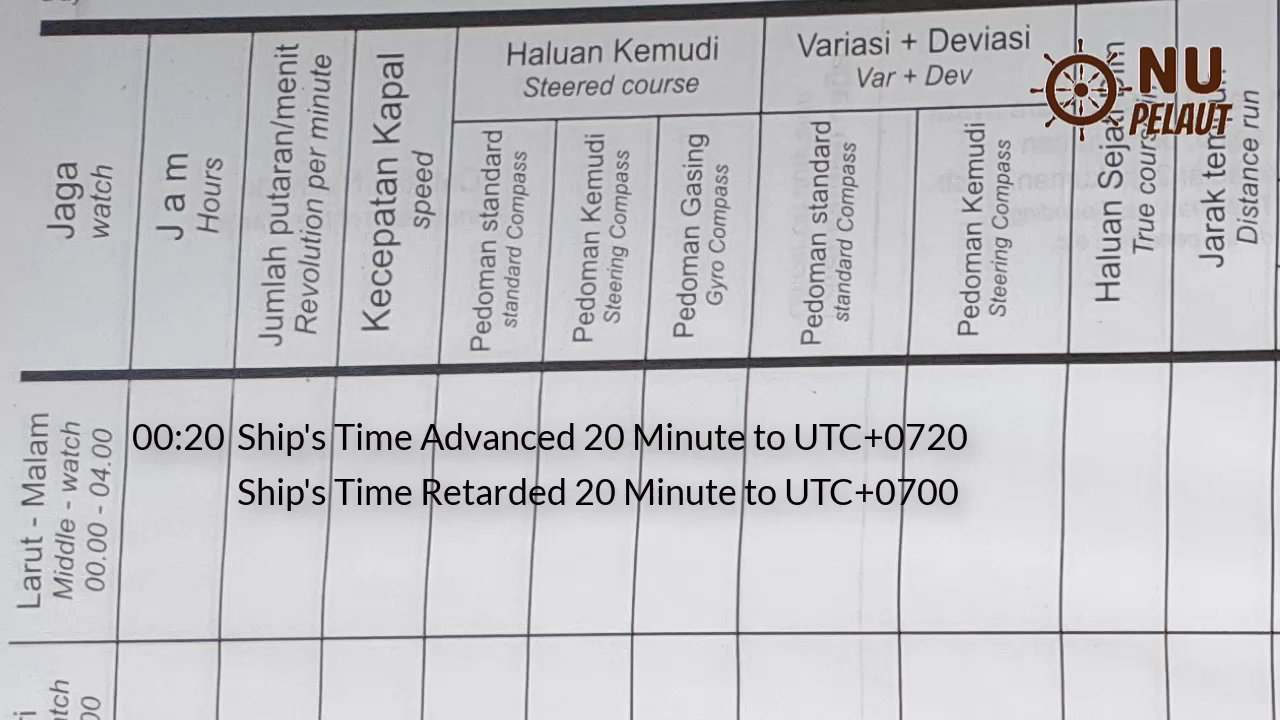 Jaga
watch
Jam
Hours
Jumlah putaran/menit
Revolution per minute
Kecepatan Kapal
speed
Haluan Kemudi
Steered course
Pedoman standard
standard Compass
Pedoman Kemudi
Steering Compass
Pedoman Gasing
Gyro Compass
Variasi + Deviasi
Var + Dev
Pedoman standard
standard Compass
Pedoman Kemudi
Steering Compass
Haluan Sejati
True course
Jarak
Distance run
NU
PELAUT
Larut - Malam
Middle - watch
00.00 - 04.00
00:20 Ship's Time Advanced 20 Minute to UTC+0720
Ship's Time Retarded 20 Minute to UTC+0700